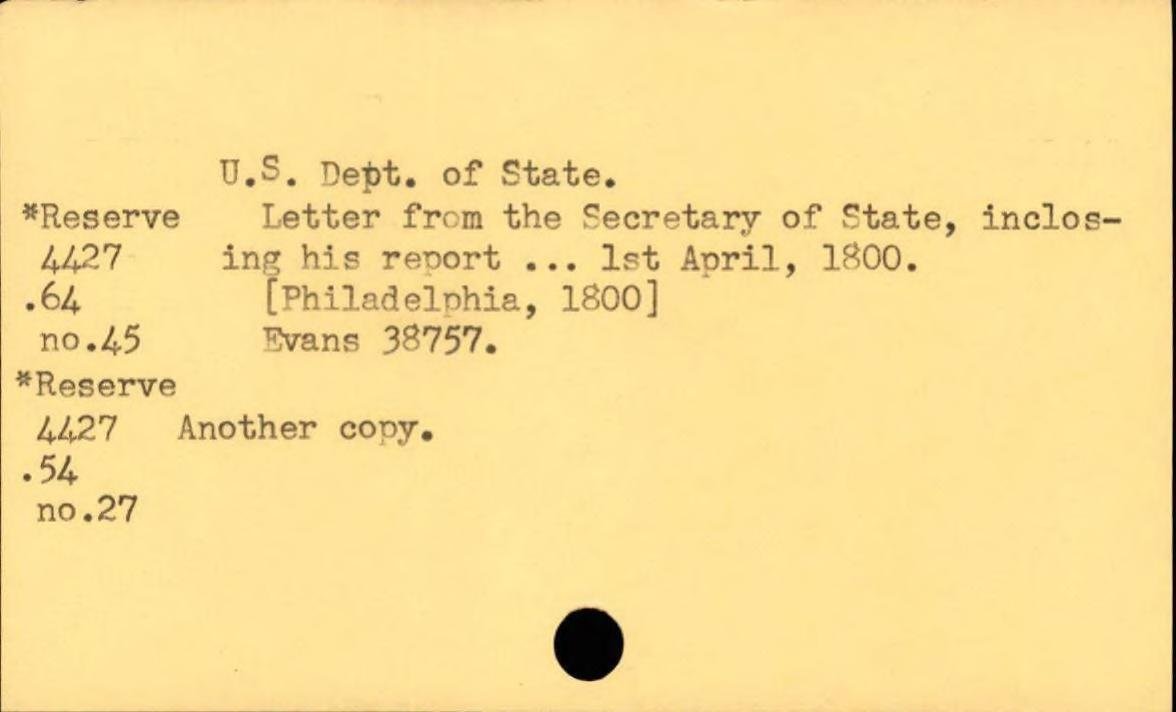 U.S. Dept. of State.
*Reserve Letter from the Secretary of State, inclos-
4427 ing his report ... 1st April, 1800.
.64 [Philadelphia, 1800]
no.45 Evans 38757.
*Reserve
4427 Another copy.
.54
no.27